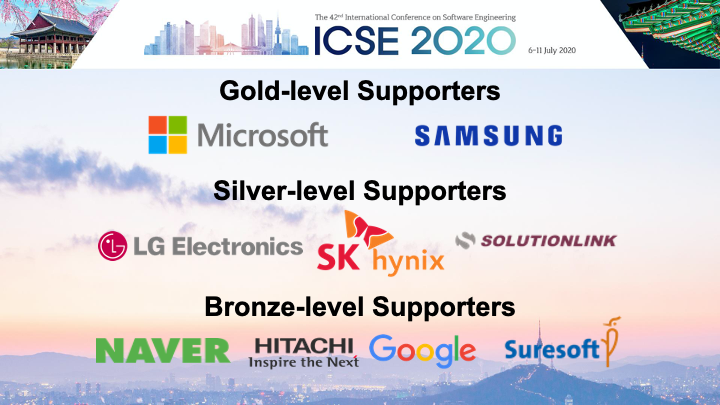 The 42nd International Conference on Software Engineering
ICSE 2020
6-11 July 2020
Gold-level Supporters
Microsoft SAMSUNG
Silver-level Supporters
LG Electronics SK hynix SOLUTIONLINK
Bronze-level Supporters
NAVER HITACHI Google Suresoft
Inspire the Next